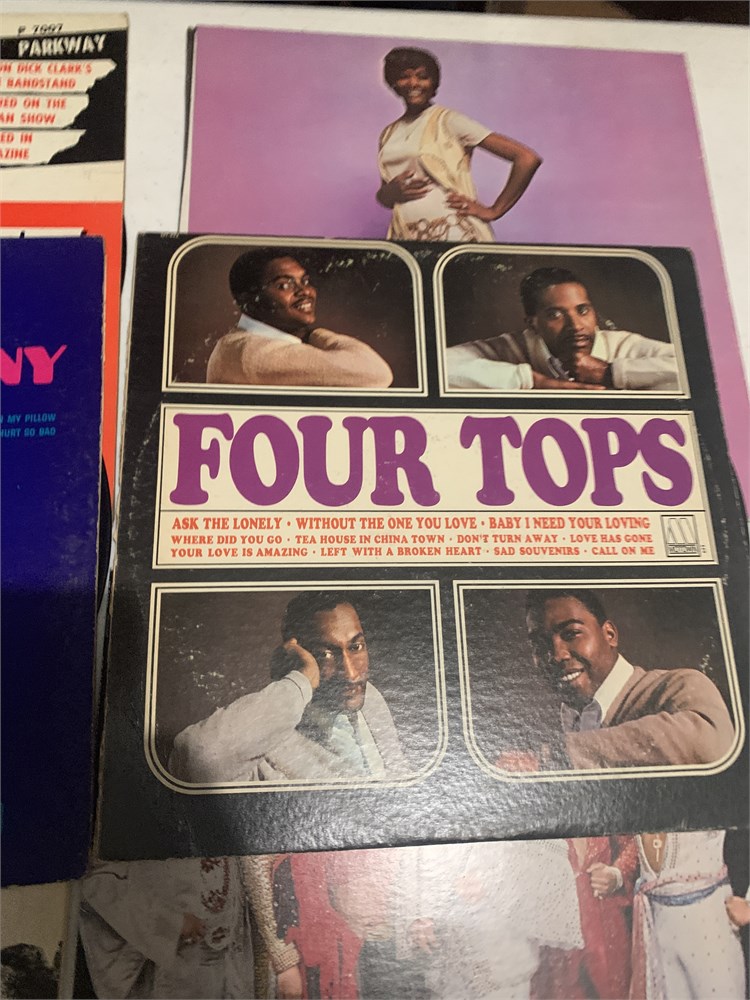 P 7007
PARKWAY
ON DICK CLARK'S
BANDSTAND
ED ON THE
AN SHOW
ED IN
AZINE
NY
MY PILLOW
HURT SO BAD
FOUR TOPS
ASK THE LONELY • WITHOUT THE ONE YOU LOVE • BABY I NEED YOUR LOVING
WHERE DID YOU GO • TEA HOUSE IN CHINA TOWN • DON'T TURN AWAY • LOVE HAS GONE
YOUR LOVE IS AMAZING • LEFT WITH A BROKEN HEART • SAD SOUVENIRS • CALL ON ME
M
MOTOWN